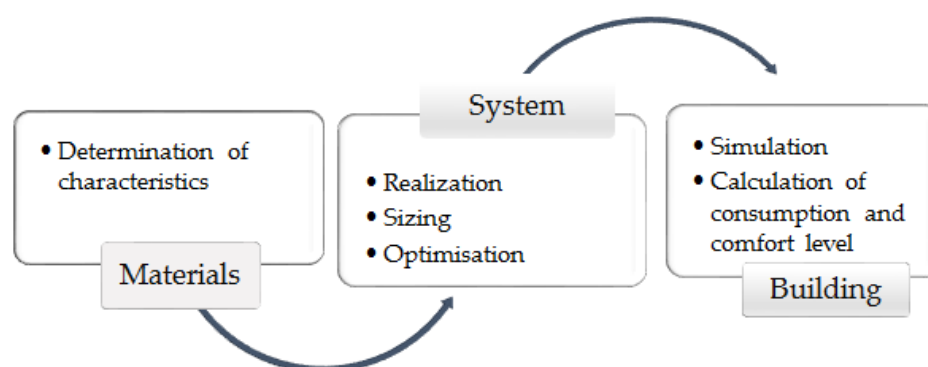 • Determination of
characteristics
Materials
System
• Realization
• Sizing
• Optimisation
• Simulation
• Calculation of
consumption and
comfort level
Building